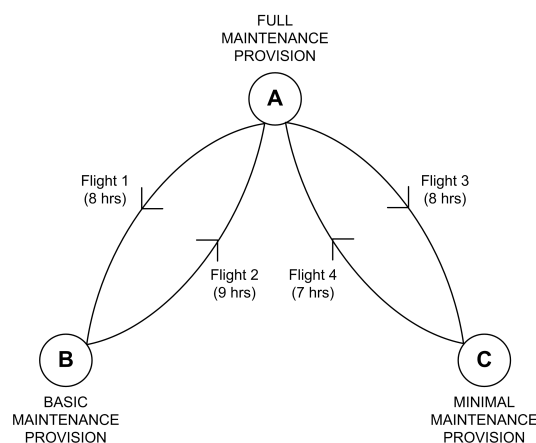 FULL
MAINTENANCE
PROVISION
A
Flight 1
(8 hrs)
Flight 3
(8 hrs)
Flight 2
(9 hrs)
Flight 4
(7 hrs)
B
C
BASIC
MAINTENANCE
PROVISION
MINIMAL
MAINTENANCE
PROVISION